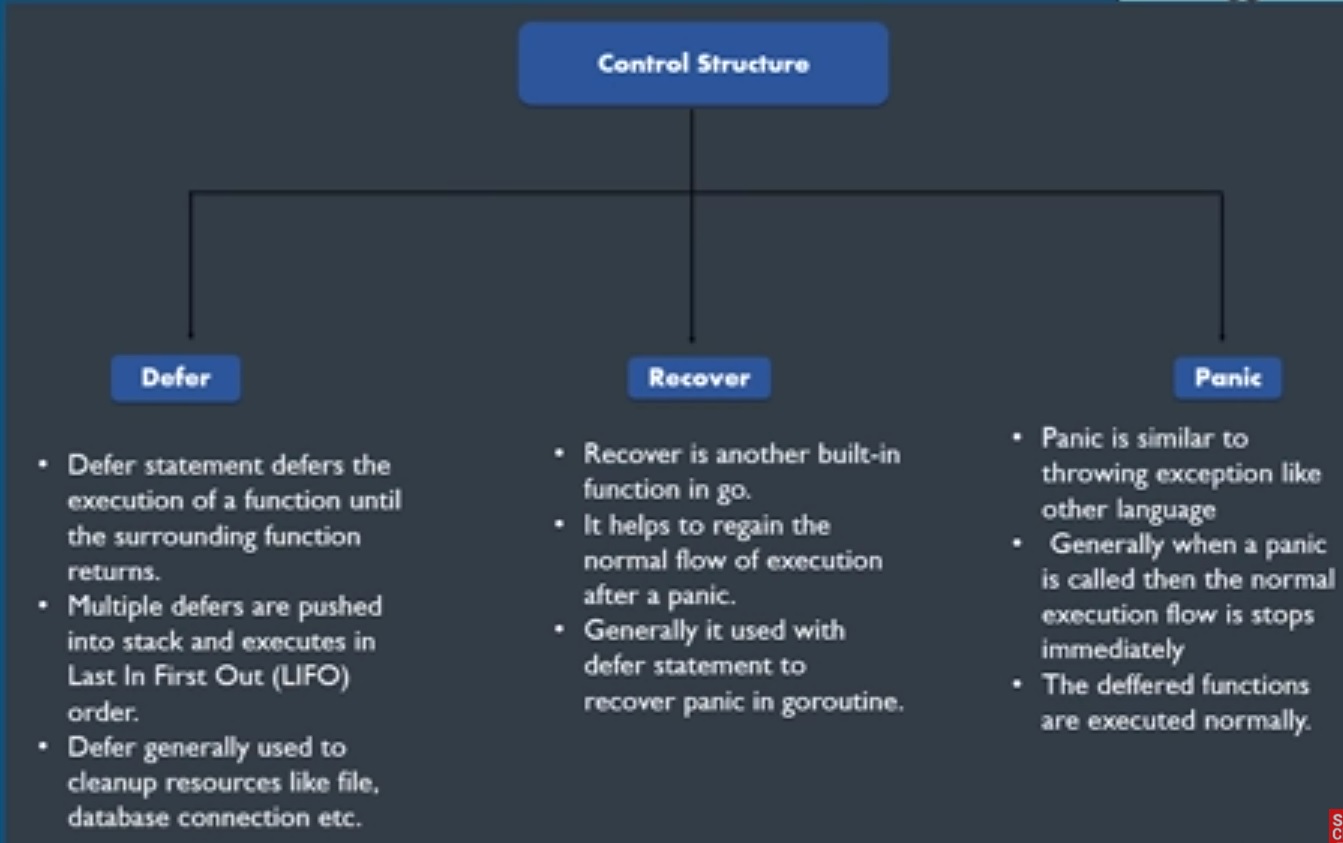 Control Structure
Defer
• Defer statement defers the
execution of a function until
the surrounding function
returns.
• Multiple defers are pushed
into stack and executes in
Last In First Out (LIFO)
order.
• Defer generally used to
cleanup resources like file,
database connection etc.
Recover
• Recover is another built-in
function in go.
• It helps to regain the
normal flow of execution
after a panic.
• Generally it used with
defer statement to
recover panic in goroutine.
Panic
• Panic is similar to
throwing exception like
other language
• Generally when a panic
is called then the normal
execution flow is stops
immediately
• The deffered functions
are executed normally.
S
C